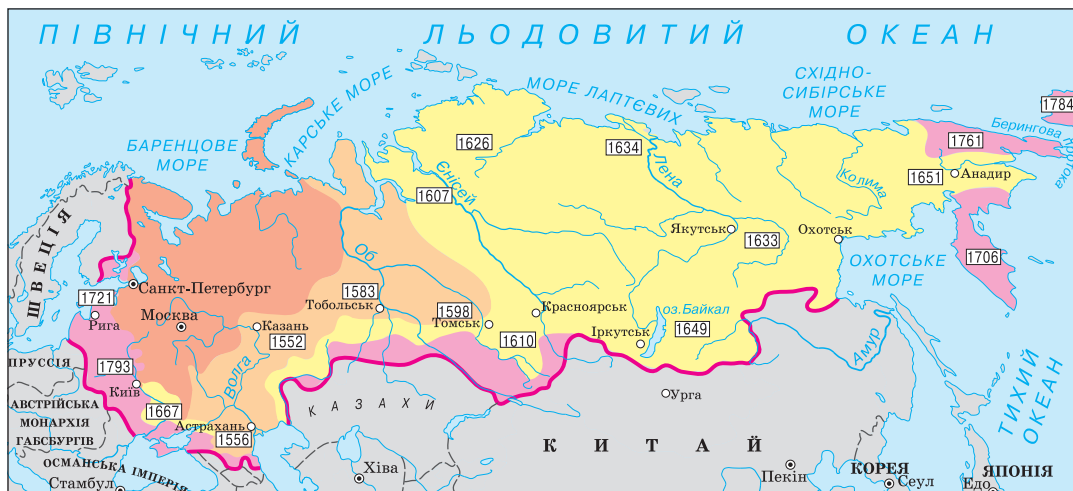 ПІВНІЧНИЙ ЛЬОДОВИТИЙ ОКЕАН
КАРСЬКЕ МОРЕ
МОРЕ ЛАПТЄВИХ
СХІДНО-
СИБІРСЬКЕ
МОРЕ
БАРЕНЦОВЕ
МОРЕ
1784
Берингова протока
1626
1634
1761
1651
Анадир
Єнісей
1607
Лена
Колима
ШВЕЦІЯ
Якутськ
1633
Охотськ
Об
ОХОТСЬКЕ
МОРЕ
1706
1721
Санкт-Петербург
1583
Тобольськ
Рига
Москва
Казань
1552
1598
Томськ
Красноярськ
оз.Байкал
1610
Іркутськ
1649
Амур
ПРУССІЯ
1793
Київ
Волга
ТИХИЙ
ОКЕАН
Урга
АВСТРІЙСЬКА
МОНАРХІЯ
ГАБСБУРГІВ
1667
Астрахань
1556
КАЗАХИ
КИТАЙ
ОСМАНСЬКА ІМПЕРІЯ
Стамбул
Хіва
Пекін
КОРЕЯ
Сеул
ЯПОНІЯ
Едо